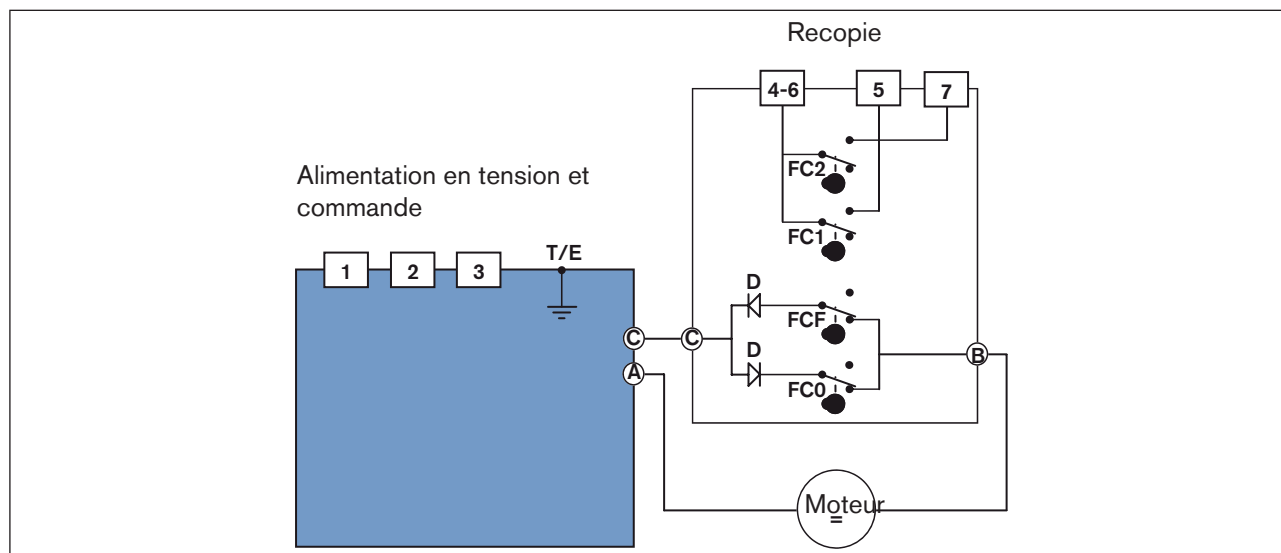 Recopie
4-6 5 7
FC2
Alimentation en tension et
commande
FC1
1 2 3 T/E
D
FCF
C C
B
D
A
FC0
Moteur
=